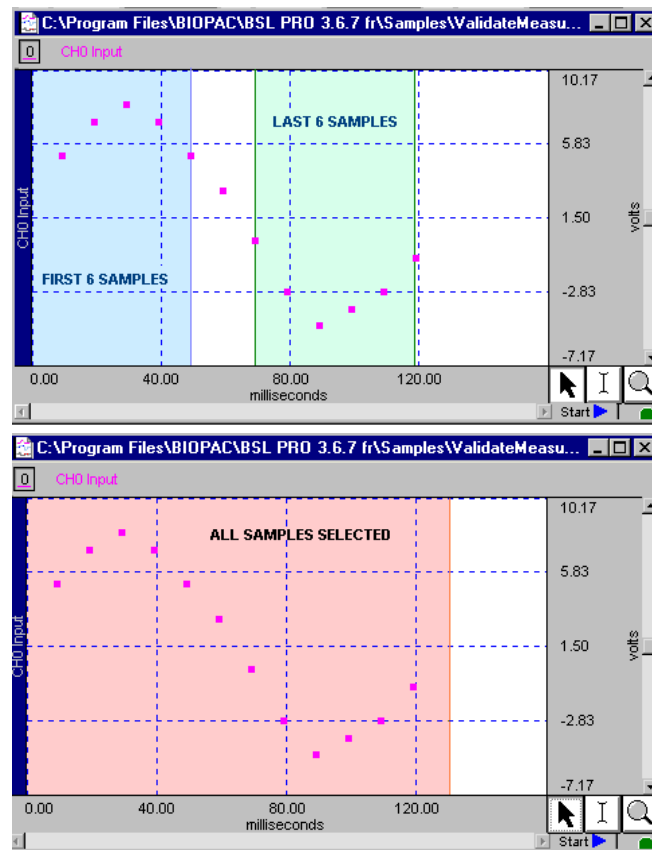 C:\Program Files\BIOPAC\BSL PRO 3.6.7 fr\Samples\ValidateMeasu...
0 CH0 Input
10.17
LAST 6 SAMPLES
5.83
CH0 Input
1.50
volts
FIRST 6 SAMPLES
-2.83
-7.17
0.00 40.00 80.00 120.00
milliseconds
Start
C:\Program Files\BIOPAC\BSL PRO 3.6.7 fr\Samples\ValidateMeasu...
0 CH0 Input
10.17
ALL SAMPLES SELECTED
5.83
CH0 Input
1.50
volts
-2.83
-7.17
0.00 40.00 80.00 120.00
milliseconds
Start